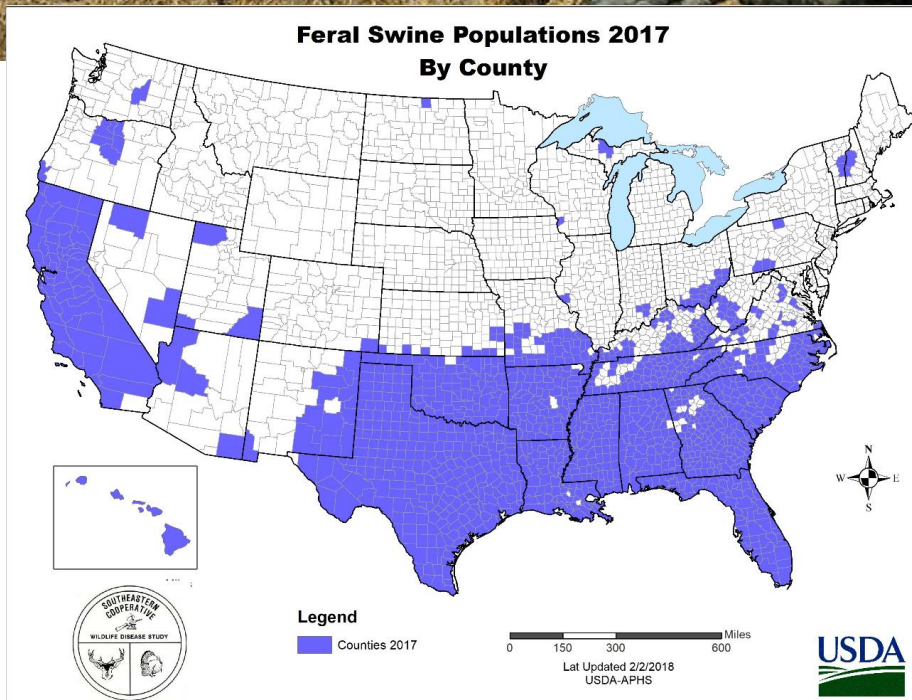 Feral Swine Populations 2017
By County
N
W E
S
SOUTHEASTERN
COOPERATIVE
WILDLIFE DISEASE STUDY
Legend
Counties 2017
0 150 300 600 Miles
Lat Updated 2/2/2018
USDA-APHS
USDA